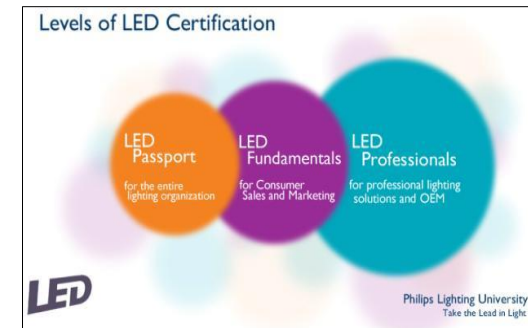 Levels of LED Certification
LED
Passport
for the entire
lighting organization
LED
Fundamentals
for Consumer
Sales and Marketing
LED
Professionals
for professional lighting
solutions and OEM
LED
Philips Lighting University
Take the Lead in Light